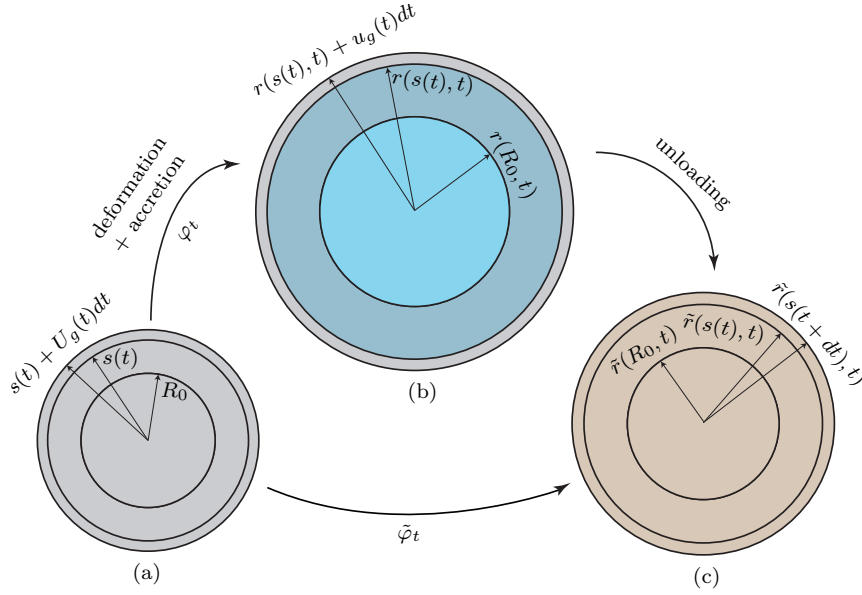 r(s(t), t) + u_g(t)dt
r(s(t), t)
r(R_0, t)
deformation
+ accretion
φ_t
unloading
(b)
s(t) + U_g(t)dt
s(t)
R_0
(a)
r̃(s(t + dt), t)
r̃(s(t), t)
r̃(R_0, t)
(c)
φ̃_t